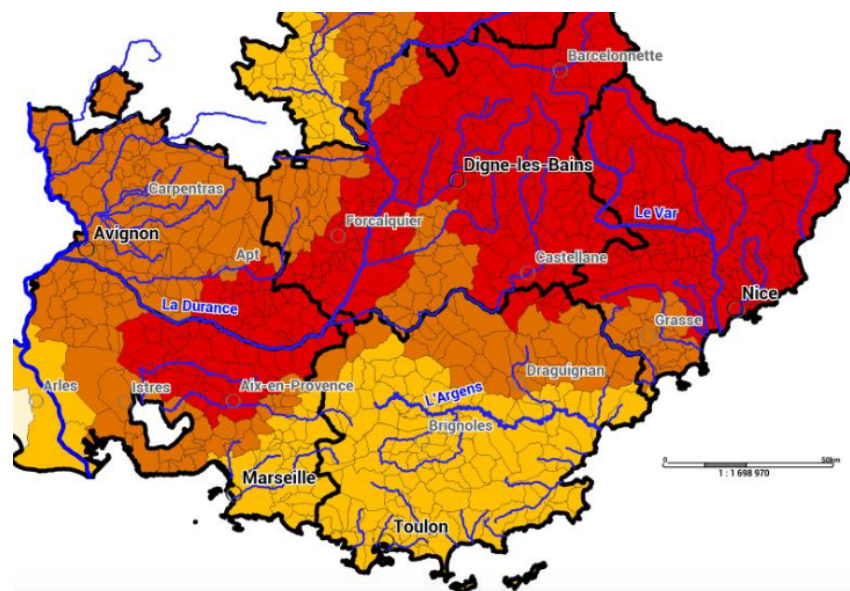 Barcelonnette
Digne-les-Bains
Carpentras
Le Var
Forcalquier
Avignon
Apt
Castellane
La Durance
Nice
Grasse
Draguignan
Arles
Istres
Aix-en-Provence
L'Argens
Brignoles
0 50km
1 : 1 698 970
Marseille
Toulon